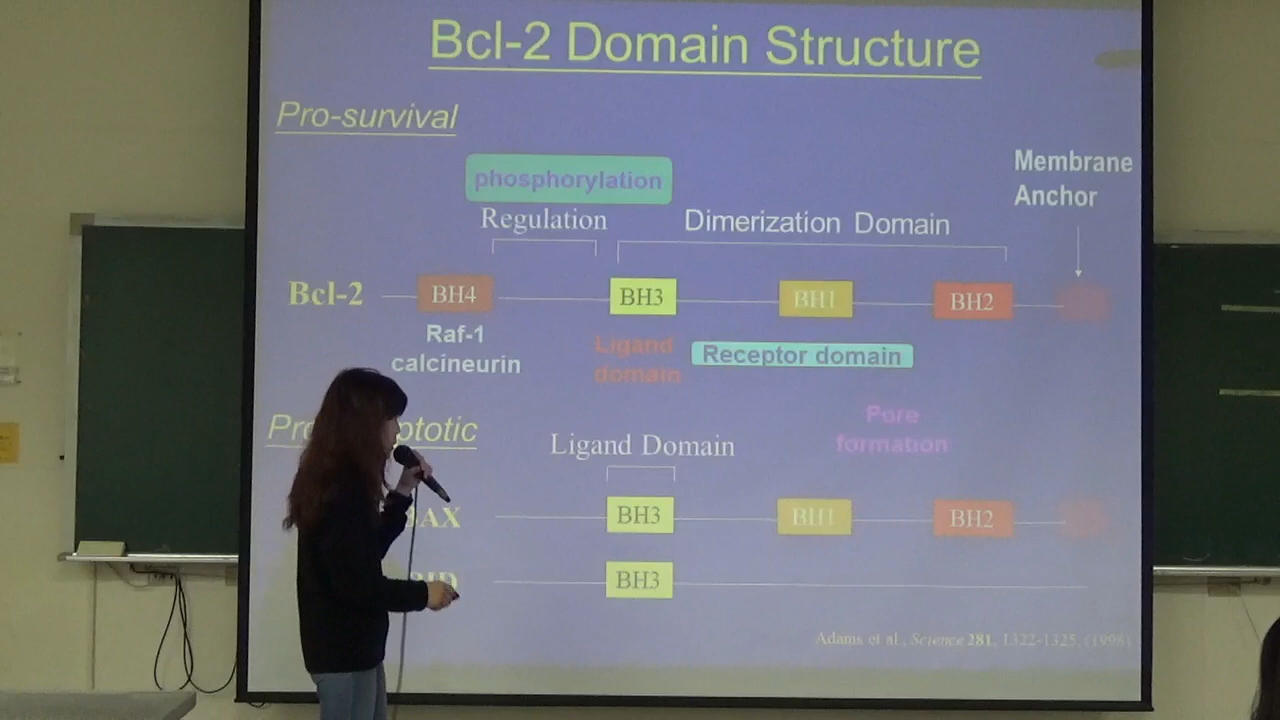 Bcl-2 Domain Structure
Pro-survival
Membrane
Anchor
phosphorylation
Regulation
Dimerization Domain
Bcl-2
BH4
BH3
BH1
BH2
Raf-1
calcineurin
Ligand
domain
Receptor domain
Pore
formation
Ligand Domain
AX
BH3
BH1
BH2
BH3
Adams et al., Science 281, 1322-1325, (1998)